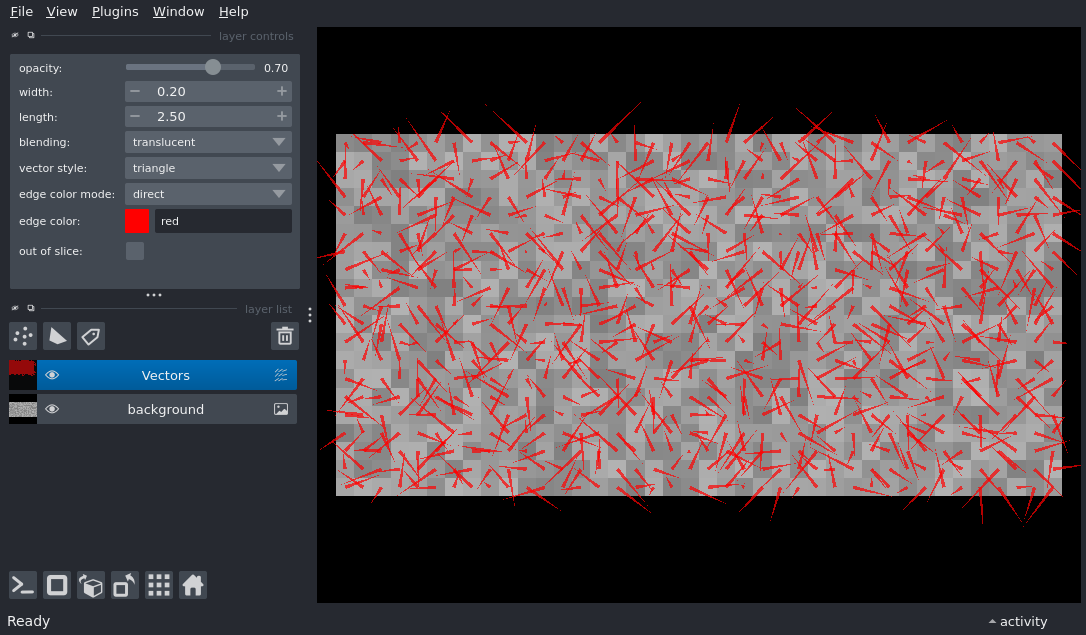 File View Plugins Window Help
layer controls
opacity: 0.70
width: 0.20
length: 2.50
blending: translucent
vector style: triangle
edge color mode: direct
edge color: red
out of slice:
layer list
Vectors
background
Ready
activity